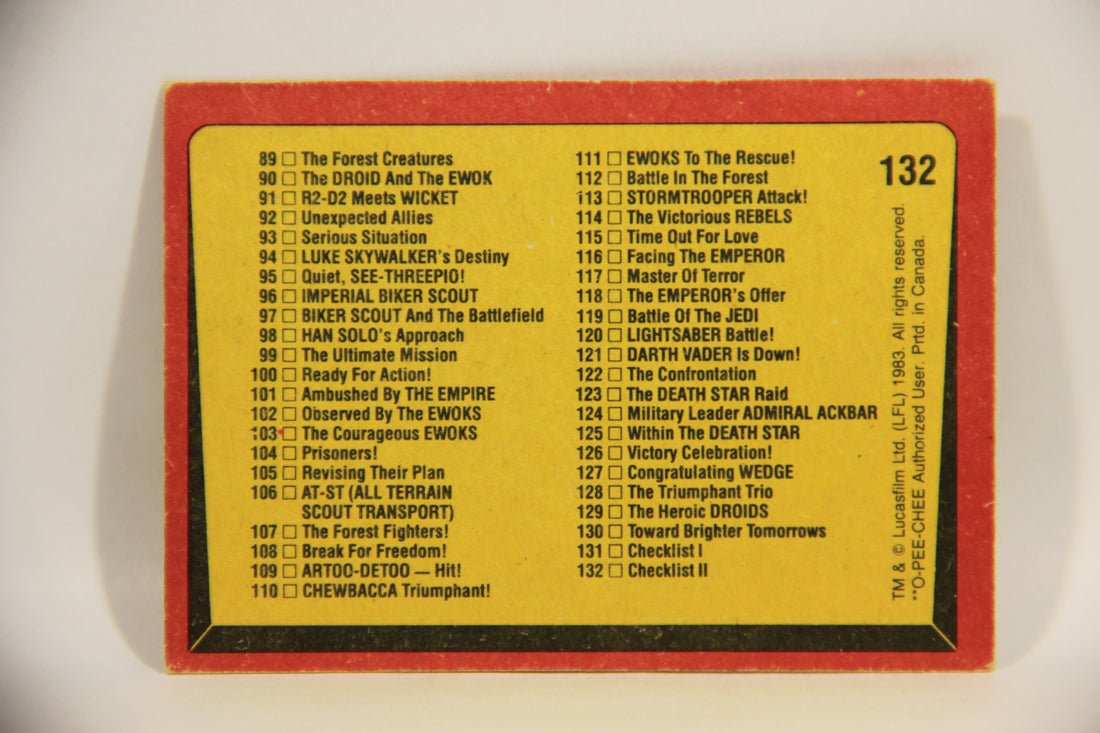 89 □ The Forest Creatures
90 □ The DROID And The EWOK
91 □ R2-D2 Meets WICKET
92 □ Unexpected Allies
93 □ Serious Situation
94 □ LUKE SKYWALKER's Destiny
95 □ Quiet, SEE-THREEPIO!
96 □ IMPERIAL BIKER SCOUT
97 □ BIKER SCOUT And The Battlefield
98 □ HAN SOLO's Approach
99 □ The Ultimate Mission
100 □ Ready For Action!
101 □ Ambushed By THE EMPIRE
102 □ Observed By The EWOKS
103 □ The Courageous EWOKS
104 □ Prisoners!
105 □ Revising Their Plan
106 □ AT-ST (ALL TERRAIN
SCOUT TRANSPORT)
107 □ The Forest Fighters!
108 □ Break For Freedom!
109 □ ARTOO-DETOO — Hit!
110 □ CHEWBACCA Triumphant!
111 □ EWOKS To The Rescue!
112 □ Battle In The Forest
113 □ STORMTROOPER Attack!
114 □ The Victorious REBELS
115 □ Time Out For Love
116 □ Facing The EMPEROR
117 □ Master Of Terror
118 □ The EMPEROR's Offer
119 □ Battle Of The JEDI
120 □ LIGHTSABER Battle!
121 □ DARTH VADER Is Down!
122 □ The Confrontation
123 □ The DEATH STAR Raid
124 □ Military Leader ADMIRAL ACKBAR
125 □ Within The DEATH STAR
126 □ Victory Celebration!
127 □ Congratulating WEDGE
128 □ The Triumphant Trio
129 □ The Heroic DROIDS
130 □ Toward Brighter Tomorrows
131 □ Checklist I
132 □ Checklist II
132
TM & © Lucasfilm Ltd. (LFL) 1983. All rights reserved.
**O-PEE-CHEE Authorized User. Prtd. in Canada.